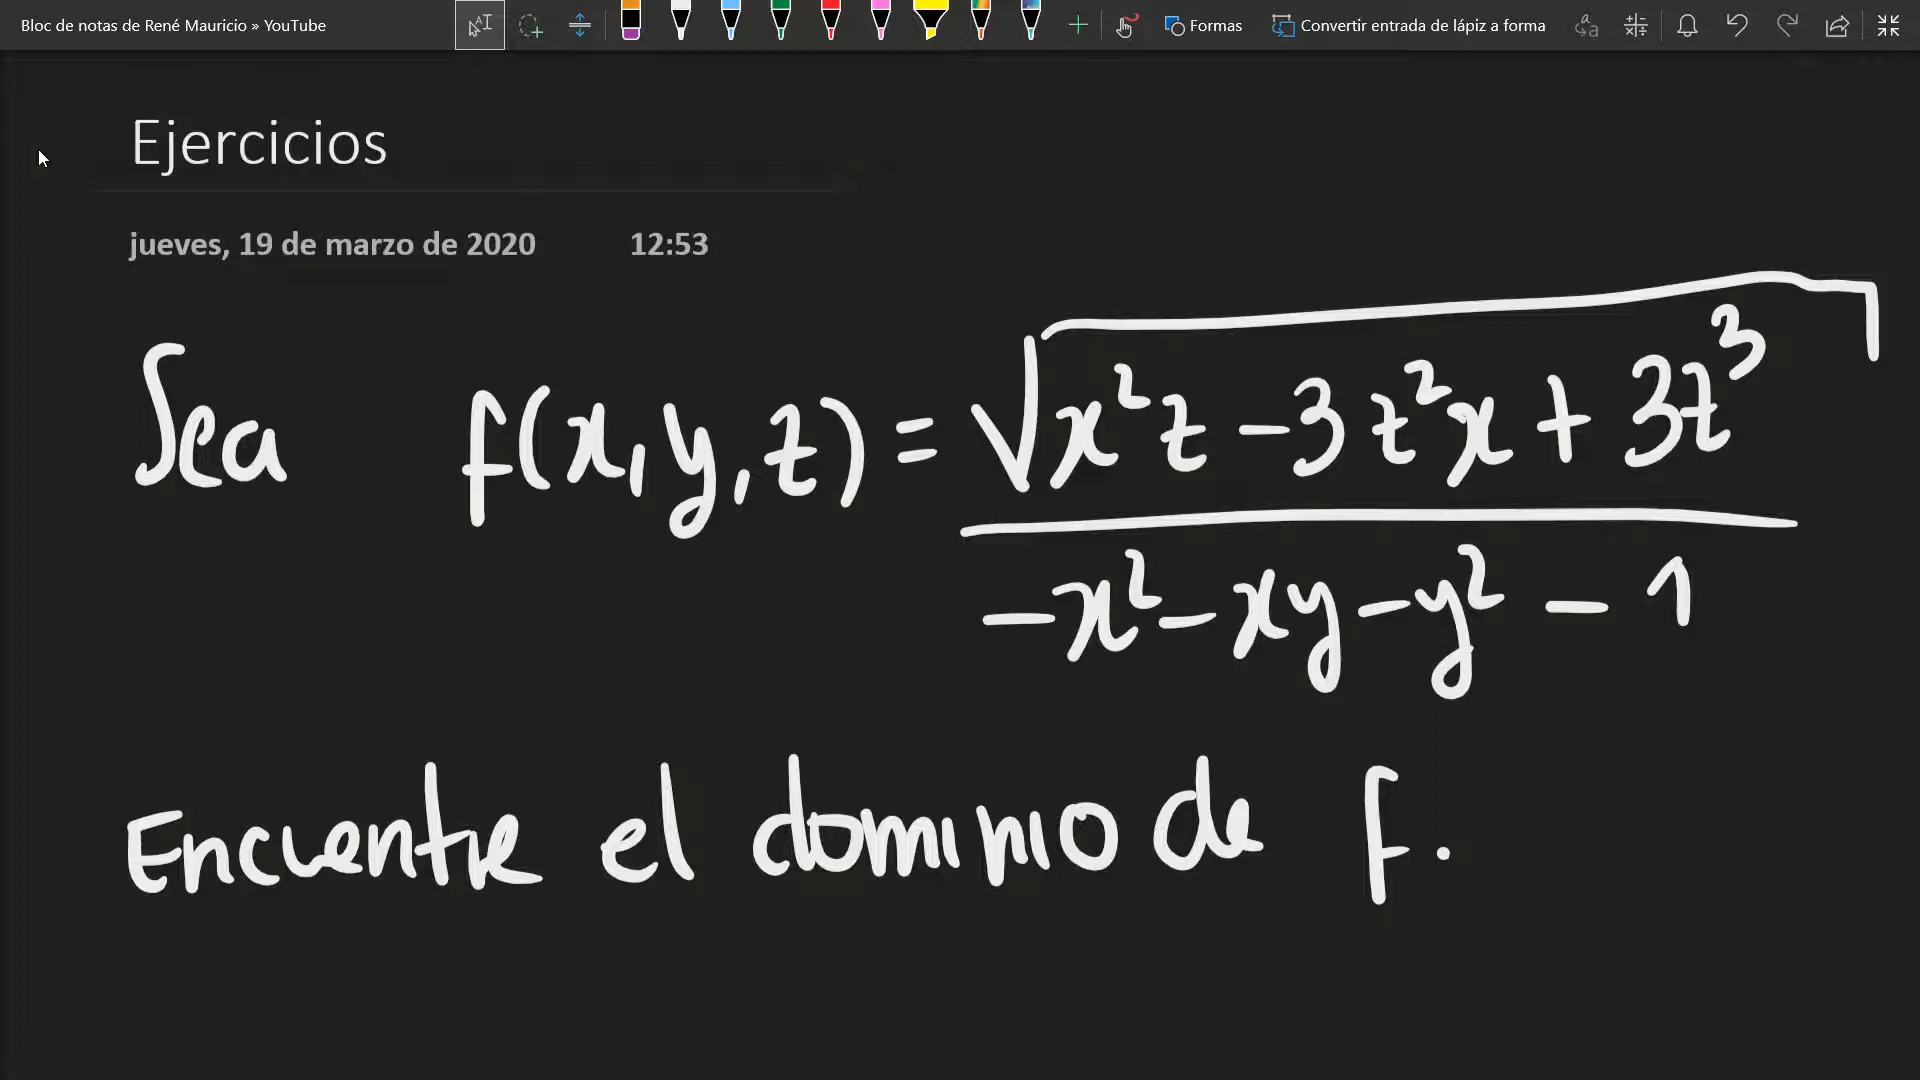 Bloc de notas de René Mauricio » YouTube
Formas
Convertir entrada de lápiz a forma
Ejercicios
jueves, 19 de marzo de 2020 12:53
Sea f(x,y,z) = √(x²z - 3z²x + 3z³)
-x² - xy - y² - 1
Encuentre el dominio de f.